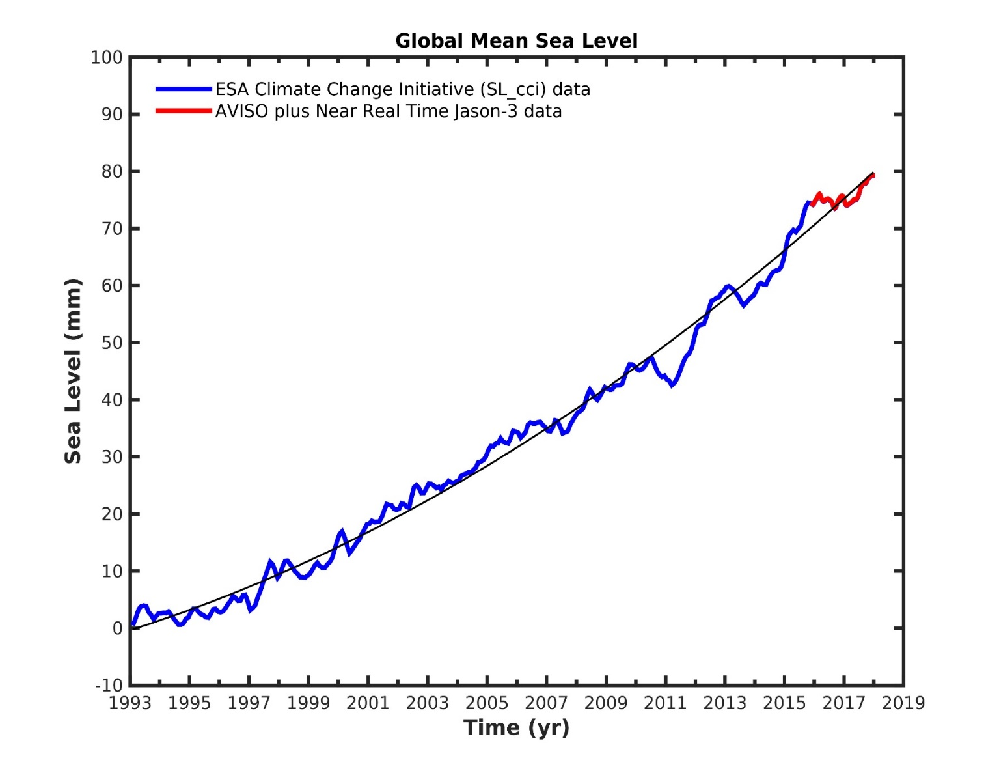 Global Mean Sea Level
100
ESA Climate Change Initiative (SL_cci) data
AVISO plus Near Real Time Jason-3 data
90
80
70
60
50
40
30
20
10
0
-10
Sea Level (mm)
1993 1995 1997 1999 2001 2003 2005 2007 2009 2011 2013 2015 2017 2019
Time (yr)